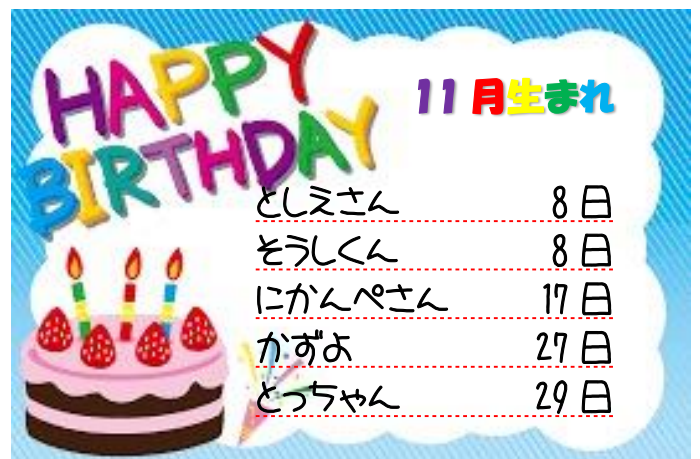 HAPPY
BIRTHDAY
11月生まれ
としえさん 8日
そうしくん 8日
にかんぺさん 17日
かずよ 27日
とっちゃん 29日